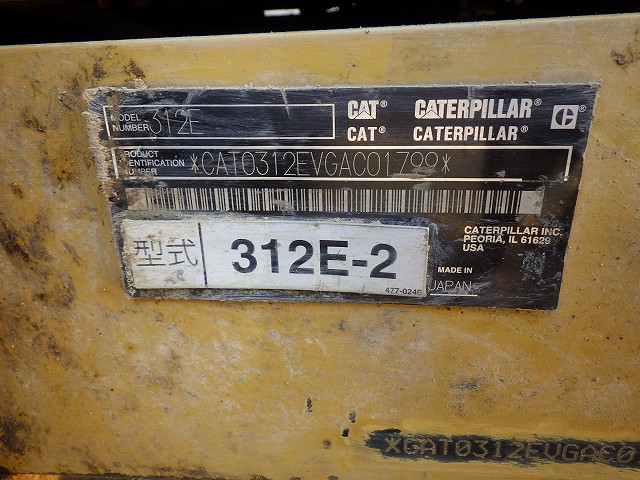 MODEL NUMBER 312E
CAT® CATERPILLAR®
CAT® CATERPILLAR®
PRODUCT IDENTIFICATION NUMBER *CAT0312EVGAC01799*
型式 312E-2
477-0240
CATERPILLAR INC.
PEORIA, IL 61629
USA
MADE IN
JAPAN
*CAT0312EVGAC0